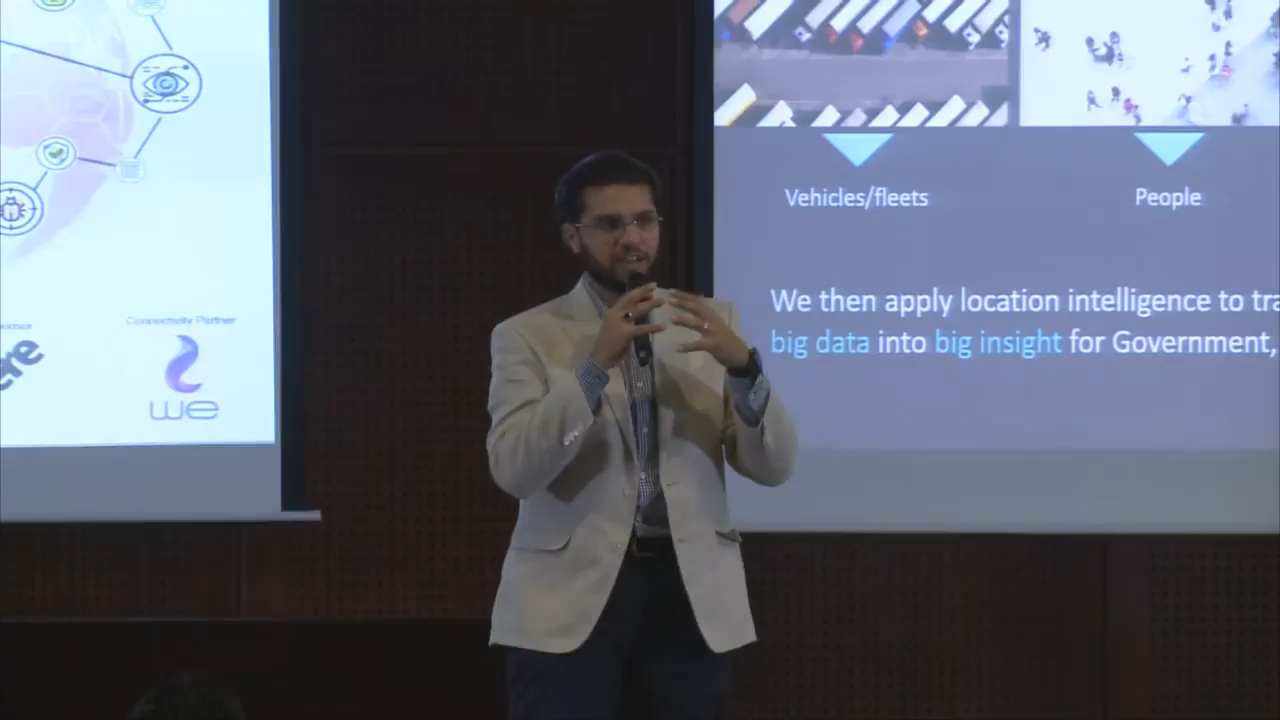 Connectivity Partner
we
Vehicles/fleets
People
We then apply location intelligence to tra
big data into big insight for Government,